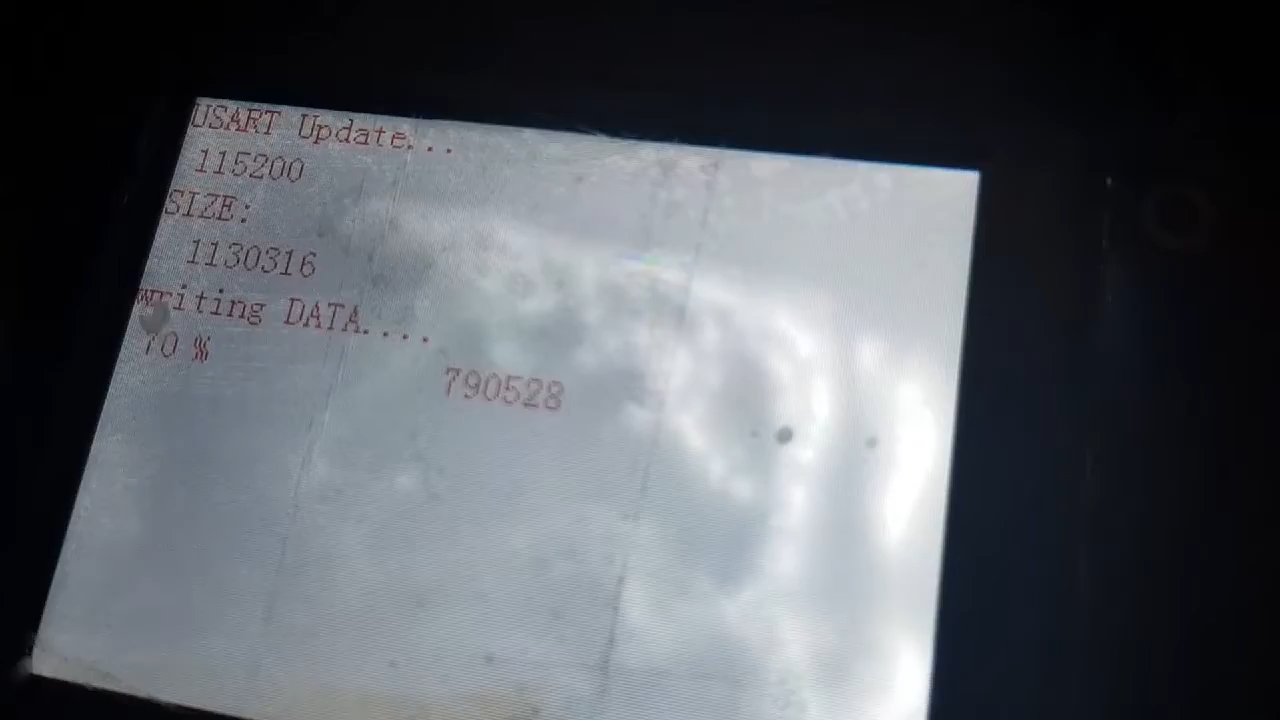 USART Update...
115200
SIZE:
1130316
Writing DATA....
70 %
790528